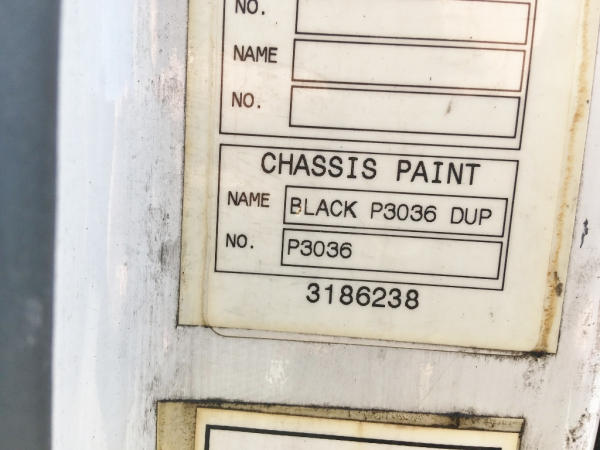 NO.
NAME
NO.
CHASSIS PAINT
NAME BLACK P3036 DUP
NO. P3036
3186238